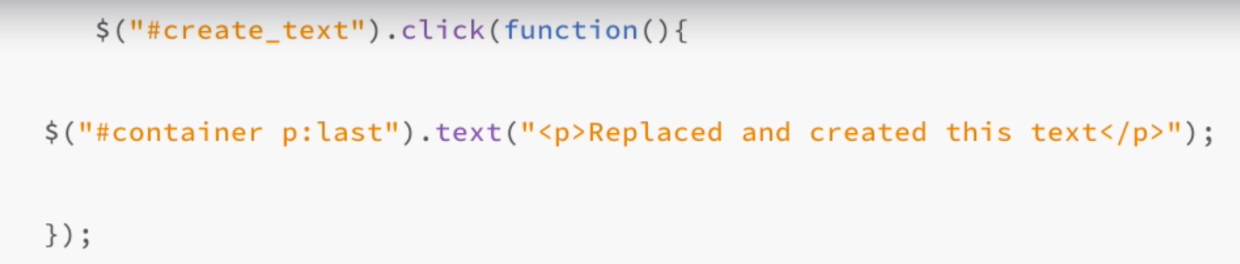 $("#create_text").click(function(){
$("#container p:last").text("<p>Replaced and created this text</p>");
});